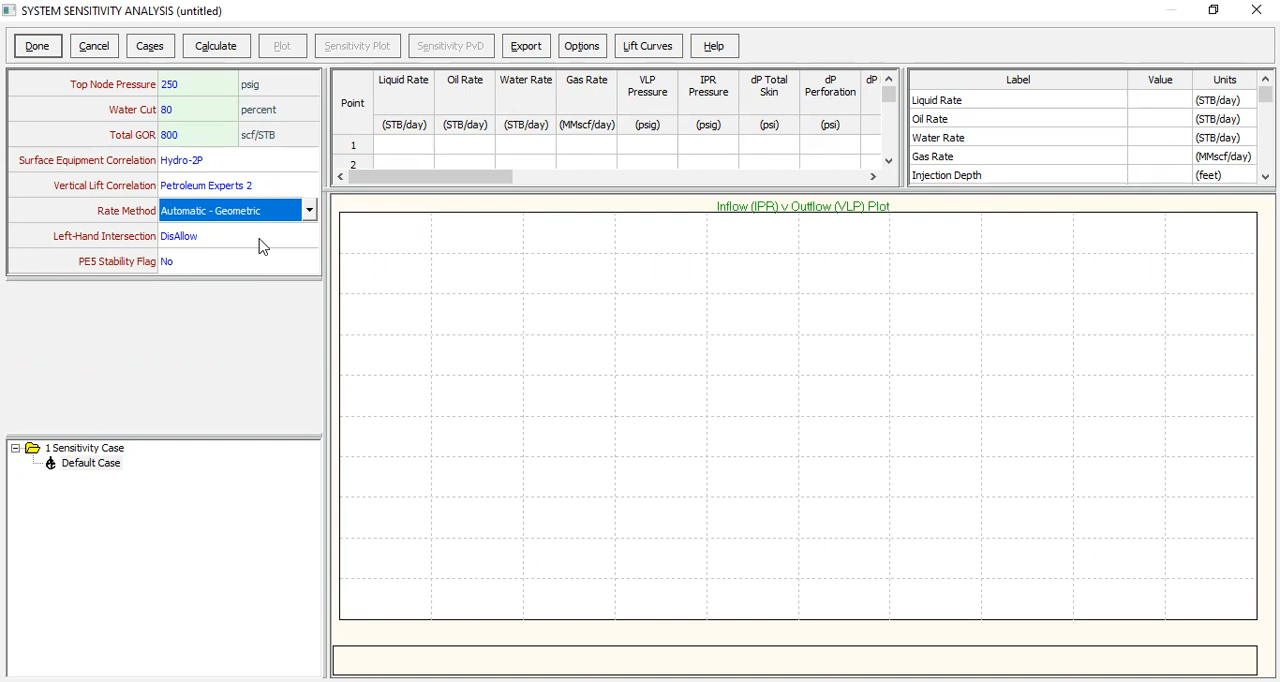 SYSTEM SENSITIVITY ANALYSIS (untitled)
Done Cancel Cases Calculate Plot Sensitivity Plot Sensitivity PvD Export Options Lift Curves Help
Top Node Pressure 250 psig
Water Cut 80 percent
Total GOR 800 scf/STB
Surface Equipment Correlation Hydro-2P
Vertical Lift Correlation Petroleum Experts 2
Rate Method Automatic - Geometric
Left-Hand Intersection DisAllow
PE5 Stability Flag No
1 Sensitivity Case
Default Case
Point
Liquid Rate Oil Rate Water Rate Gas Rate VLP Pressure IPR Pressure dP Total Skin dP Perforation dP
(STB/day) (STB/day) (STB/day) (MMscf/day) (psig) (psig) (psi) (psi)
1
2
Label Value Units
Liquid Rate (STB/day)
Oil Rate (STB/day)
Water Rate (STB/day)
Gas Rate (MMscf/day)
Injection Depth (feet)
Inflow (IPR) v Outflow (VLP) Plot